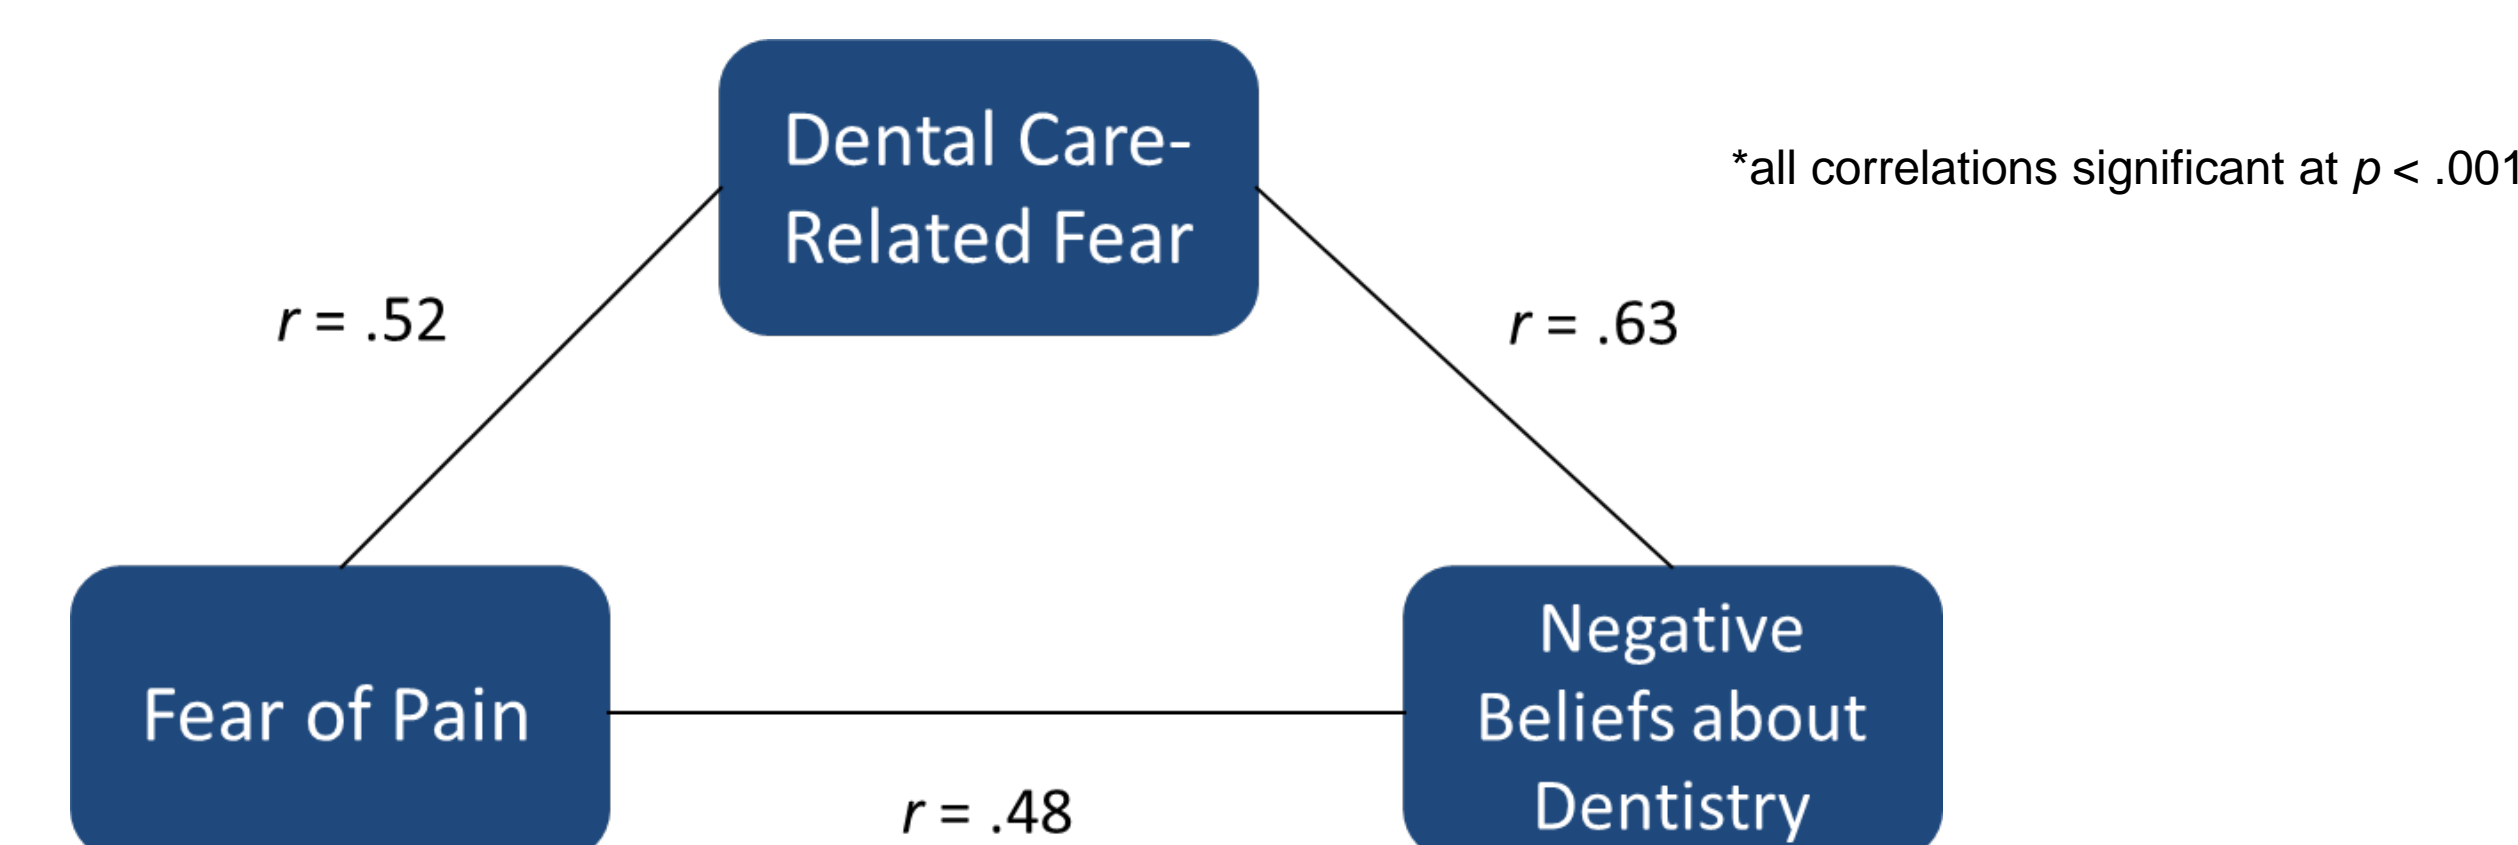 Dental Care-
Related Fear
*all correlations significant at p < .001
r = .52
r = .63
Fear of Pain
Negative
Beliefs about
Dentistry
r = .48